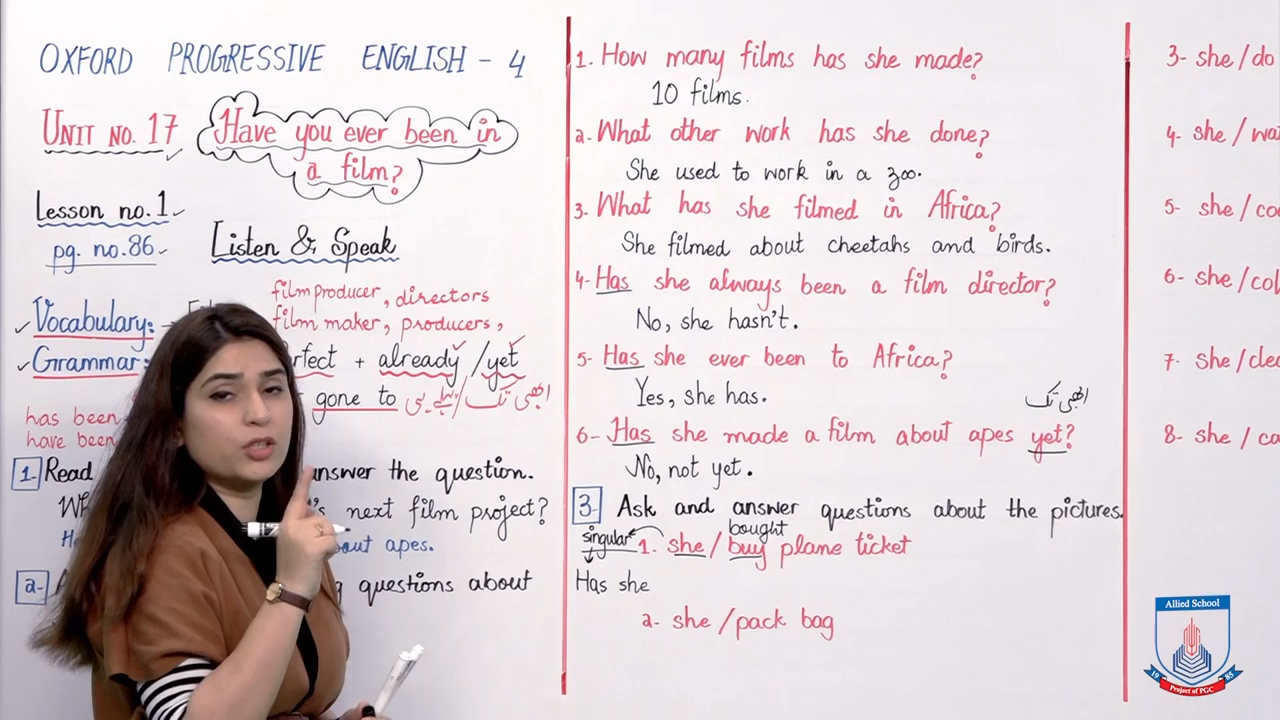 OXFORD PROGRESSIVE ENGLISH - 4
UNIT NO. 17
Have you ever been in
a film?
Lesson no.1
pg. no.86
Listen & Speak
Vocabulary:
film producer, directors
film maker, producers,
Grammar:
+ already / yet
gone to ابھی تک
has been
have been
1- Read answer the question.
next film project?
about apes.
2- questions about
1. How many films has she made?
10 films.
2. What other work has she done?
She used to work in a zoo.
3. What has she filmed in Africa?
She filmed about cheetahs and birds.
4- Has she always been a film director?
No, she hasn't.
5- Has she ever been to Africa?
Yes, she has.
ابھی تک
6- Has she made a film about apes yet?
No, not yet.
3- Ask and answer questions about the pictures.
bought
singular 1. she / buy plane ticket
Has she
2- she / pack bag
3- she / do
4- she /
5- she /
6- she /
7- she /
8- she /
Allied School
19 85
Project of PGC